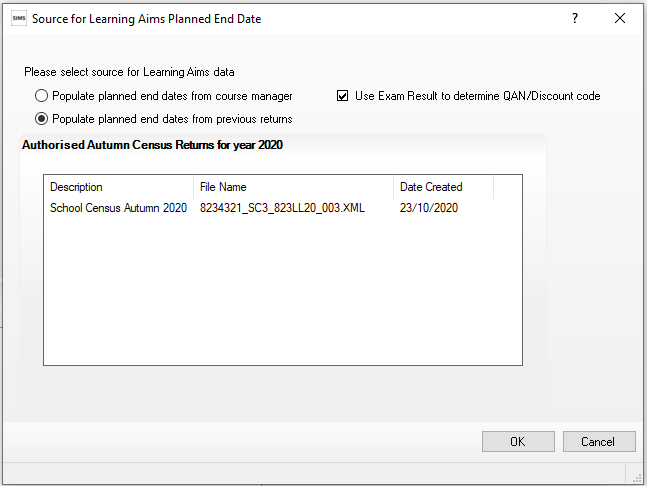 SIMS Source for Learning Aims Planned End Date ?
Please select source for Learning Aims data
Populate planned end dates from course manager Use Exam Result to determine QAN/Discount code
Populate planned end dates from previous returns
Authorised Autumn Census Returns for year 2020
Description File Name Date Created
School Census Autumn 2020 8234321_SC3_823LL20_003.XML 23/10/2020
OK Cancel